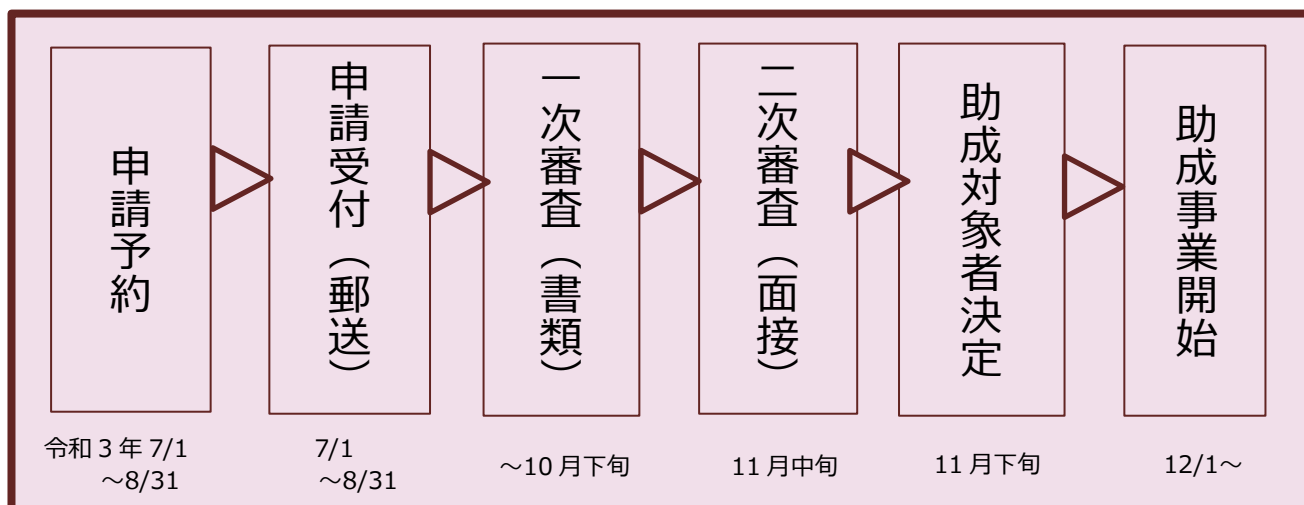 申請予約
申請受付（郵送）
一次審査（書類）
二次審査（面接）
助成対象者決定
助成事業開始
令和３年 7/1
～8/31
7/1
～8/31
～10 月下旬
11 月中旬
11 月下旬
12/1～